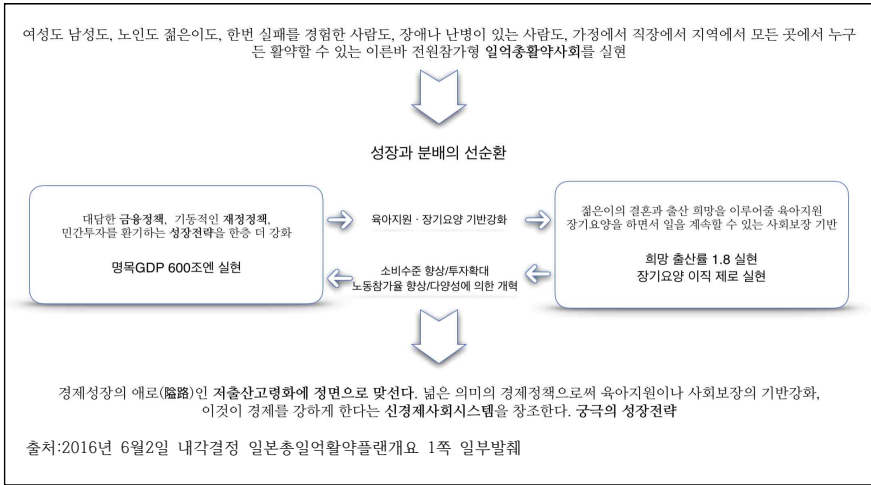 여성도 남성도, 노인도 젊은이도, 한번 실패를 경험한 사람도, 장애나 난병이 있는 사람도, 가정에서 직장에서 지역에서 모든 곳에서 누구
든 활약할 수 있는 이른바 전원참가형 일억총활약사회를 실현
성장과 분배의 선순환
대담한 금융정책, 기동적인 재정정책,
민간투자를 환기하는 성장전략을 한층 더 강화
명목GDP 600조엔 실현
육아지원 · 장기요양 기반강화
소비수준 향상/투자확대
노동참가율 향상/다양성에 의한 개혁
젊은이의 결혼과 출산 희망을 이루어줄 육아지원
장기요양을 하면서 일을 계속할 수 있는 사회보장 기반
희망 출산률 1.8 실현
장기요양 이직 제로 실현
경제성장의 애로(隘路)인 저출산고령화에 정면으로 맞선다. 넓은 의미의 경제정책으로써 육아지원이나 사회보장의 기반강화,
이것이 경제를 강하게 한다는 신경제사회시스템을 창조한다. 궁극의 성장전략
출처:2016년 6월2일 내각결정 일본총일억활약플랜개요 1쪽 일부발췌